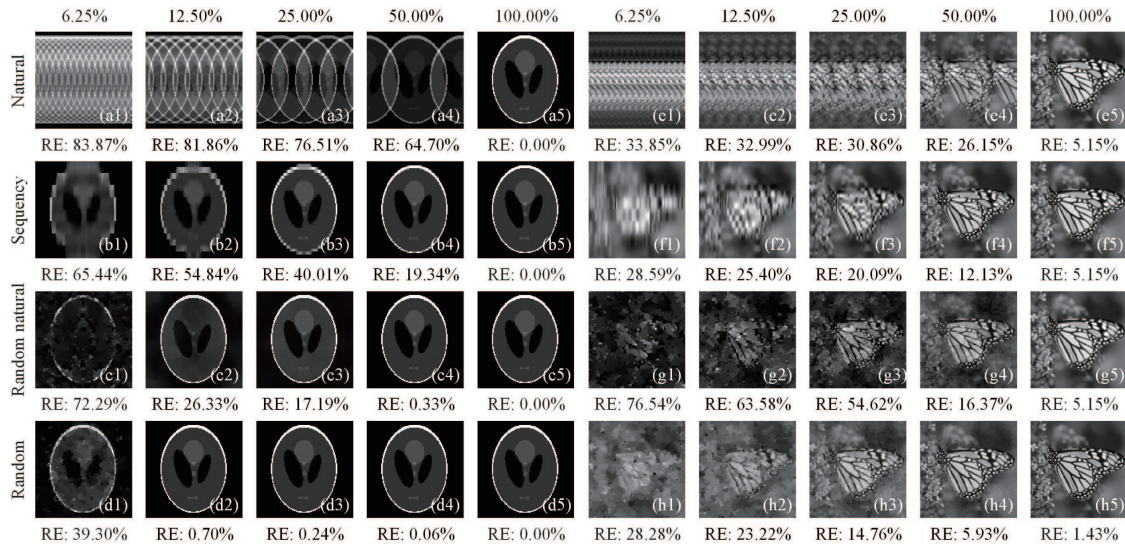 6.25% 12.50% 25.00% 50.00% 100.00% 6.25% 12.50% 25.00% 50.00% 100.00%
Natural (a1) (a2) (a3) (a4) (a5) (e1) (e2) (e3) (e4) (e5)
RE: 83.87% RE: 81.86% RE: 76.51% RE: 64.70% RE: 0.00% RE: 33.85% RE: 32.99% RE: 30.86% RE: 26.15% RE: 5.15%
Sequency (b1) (b2) (b3) (b4) (b5) (f1) (f2) (f3) (f4) (f5)
RE: 65.44% RE: 54.84% RE: 40.01% RE: 19.34% RE: 0.00% RE: 28.59% RE: 25.40% RE: 20.09% RE: 12.13% RE: 5.15%
Random natural (c1) (c2) (c3) (c4) (c5) (g1) (g2) (g3) (g4) (g5)
RE: 72.29% RE: 26.33% RE: 17.19% RE: 0.33% RE: 0.00% RE: 76.54% RE: 63.58% RE: 54.62% RE: 16.37% RE: 5.15%
Random (d1) (d2) (d3) (d4) (d5) (h1) (h2) (h3) (h4) (h5)
RE: 39.30% RE: 0.70% RE: 0.24% RE: 0.06% RE: 0.00% RE: 28.28% RE: 23.22% RE: 14.76% RE: 5.93% RE: 1.43%